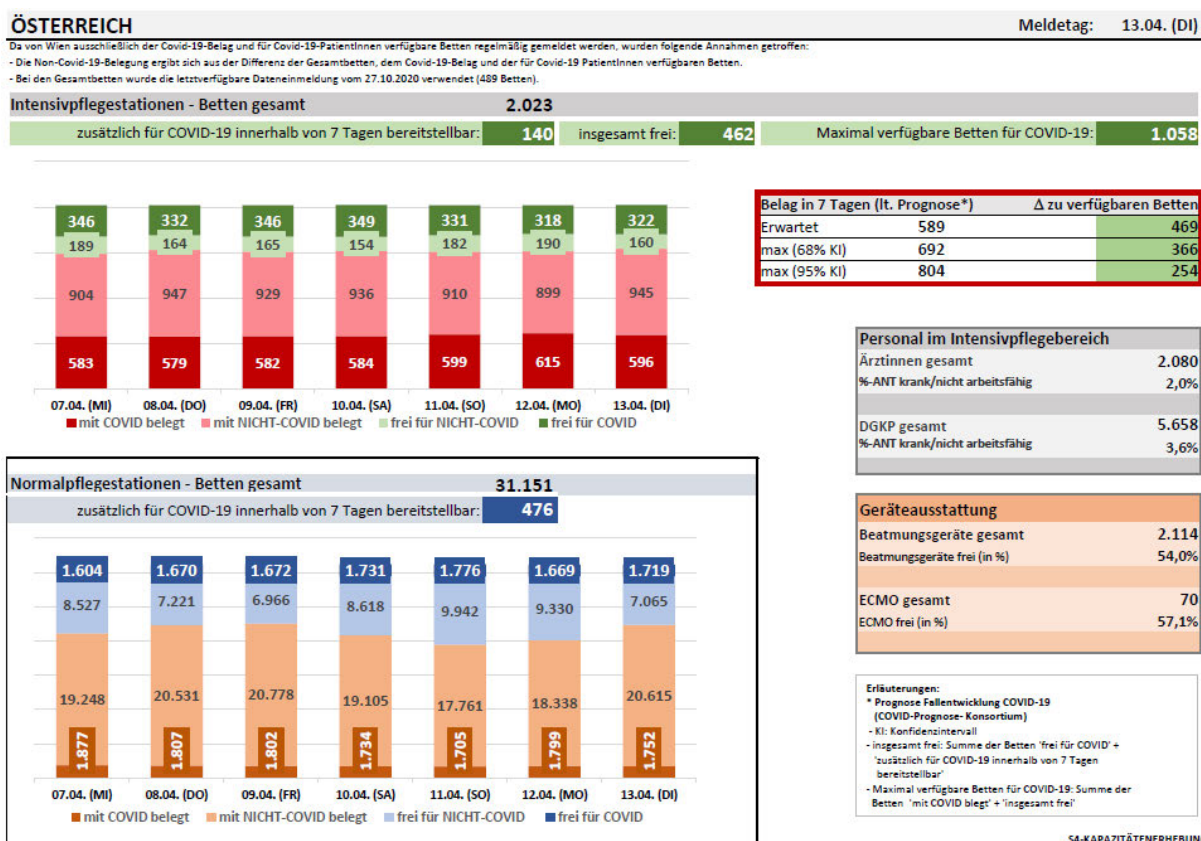 ÖSTERREICH Meldetag: 13.04. (DI)
Da von Wien ausschließlich der Covid-19-Belag und für Covid-19-PatientInnen verfügbare Betten regelmäßig gemeldet werden, wurden folgende Annahmen getroffen:
- Die Non-Covid-19-Belegung ergibt sich aus der Differenz der Gesamtbetten, dem Covid-19-Belag und der für Covid-19 PatientInnen verfügbaren Betten.
- Bei den Gesamtbetten wurde die letztverfügbare Dateneinmeldung vom 27.10.2020 verwendet (489 Betten).
Intensivpflegestationen - Betten gesamt 2.023
zusätzlich für COVID-19 innerhalb von 7 Tagen bereitstellbar: 140 insgesamt frei: 462 Maximal verfügbare Betten für COVID-19: 1.058
346 332 346 349 331 318 322
189 164 165 154 182 190 160
904 947 929 936 910 899 945
583 579 582 584 599 615 596
07.04. (MI) 08.04. (DO) 09.04. (FR) 10.04. (SA) 11.04. (SO) 12.04. (MO) 13.04. (DI)
mit COVID belegt mit NICHT-COVID belegt frei für NICHT-COVID frei für COVID
Belag in 7 Tagen (lt. Prognose*) Δ zu verfügbaren Betten
Erwartet 589 469
max (68% KI) 692 366
max (95% KI) 804 254
Personal im Intensivpflegebereich
Ärztinnen gesamt 2.080
%-ANT krank/nicht arbeitsfähig 2,0%
DGKP gesamt 5.658
%-ANT krank/nicht arbeitsfähig 3,6%
Normalpflegestationen - Betten gesamt 31.151
zusätzlich für COVID-19 innerhalb von 7 Tagen bereitstellbar: 476
1.604 1.670 1.672 1.731 1.776 1.669 1.719
8.527 7.221 6.966 8.618 9.942 9.330 7.065
19.248 20.531 20.778 19.105 17.761 18.338 20.615
1.877 1.807 1.802 1.734 1.705 1.799 1.752
07.04. (MI) 08.04. (DO) 09.04. (FR) 10.04. (SA) 11.04. (SO) 12.04. (MO) 13.04. (DI)
mit COVID belegt mit NICHT-COVID belegt frei für NICHT-COVID frei für COVID
Geräteausstattung
Beatmungsgeräte gesamt 2.114
Beatmungsgeräte frei (in %) 54,0%
ECMO gesamt 70
ECMO frei (in %) 57,1%
Erläuterungen:
* Prognose Fallentwicklung COVID-19
(COVID-Prognose- Konsortium)
- KI: Konfidenzintervall
- insgesamt frei: Summe der Betten 'frei für COVID' +
'zusätzlich für COVID-19 innerhalb von 7 Tagen
bereitstellbar'
- Maximal verfügbare Betten für COVID-19: Summe der
Betten 'mit COVID blegt' + 'insgesamt frei'
S4-KAPAZITÄTENERHEBUNG